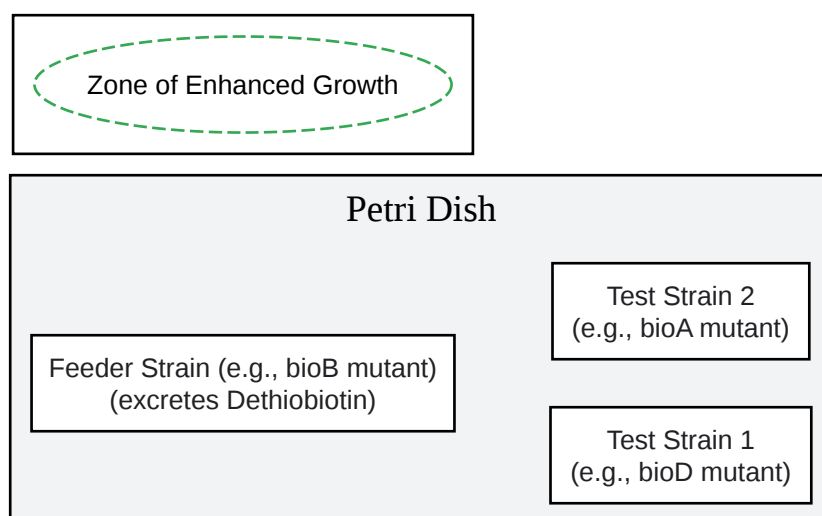 Zone of Enhanced Growth
Petri Dish
Test Strain 2
(e.g., bioA mutant)
Feeder Strain (e.g., bioB mutant)
(excretes Dethiobiotin)
Test Strain 1
(e.g., bioD mutant)